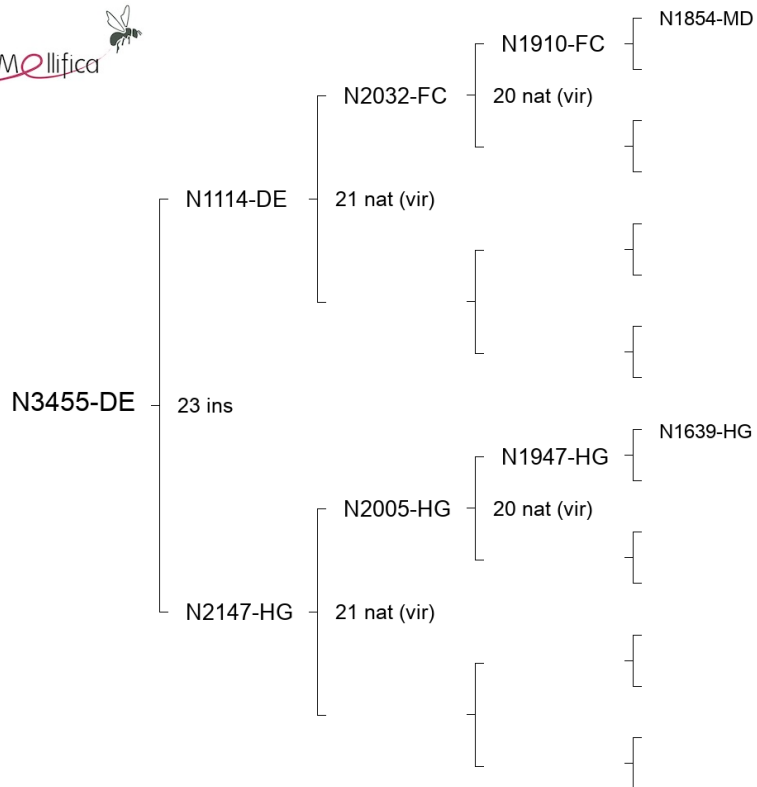 Mellifica
N1854-MD
N1910-FC
N2032-FC
20 nat (vir)
N1114-DE
21 nat (vir)
N3455-DE
23 ins
N1639-HG
N1947-HG
N2005-HG
20 nat (vir)
N2147-HG
21 nat (vir)